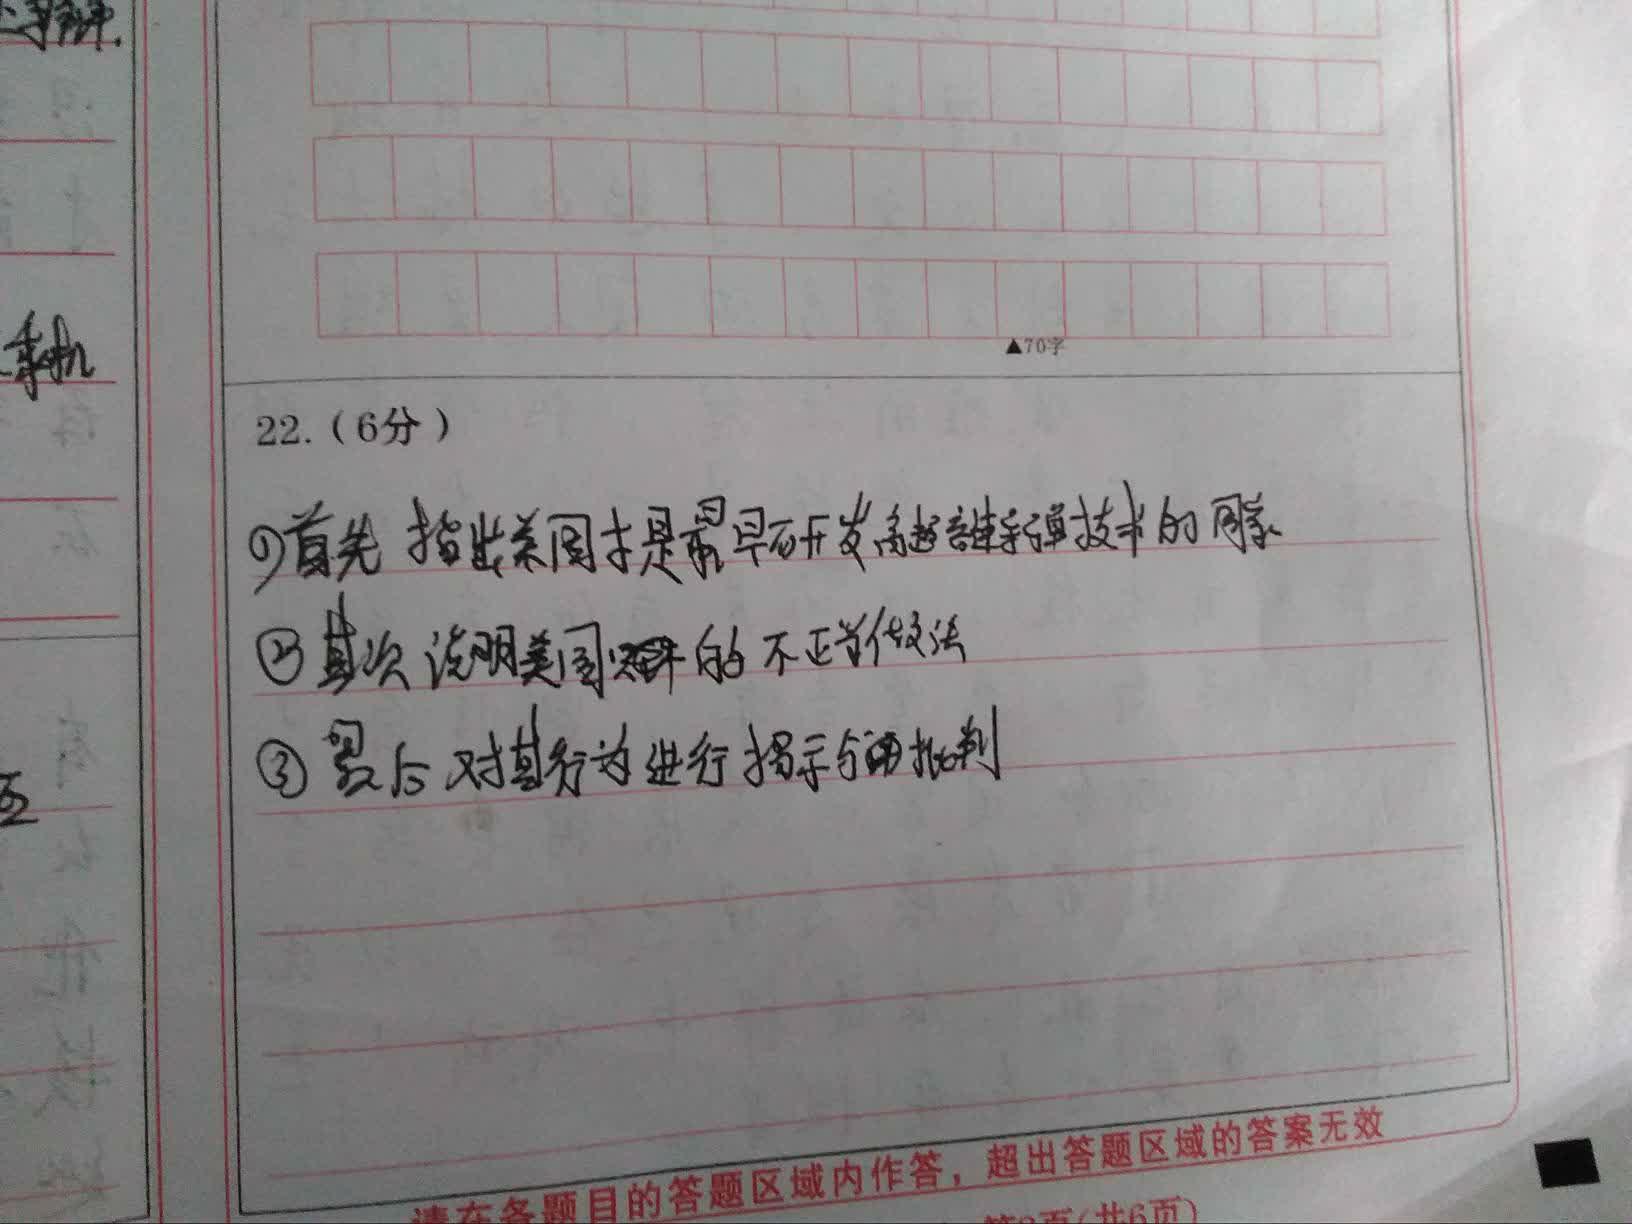 ▲70字
22.(6分)
①首先 指出美国才是最早研发高超音速导弹技术的国家
②其次 说明美国的不正当做法
③最后 对其行为进行揭示与批判
请在各题目的答题区域内作答，超出答题区域的答案无效
(共6页)